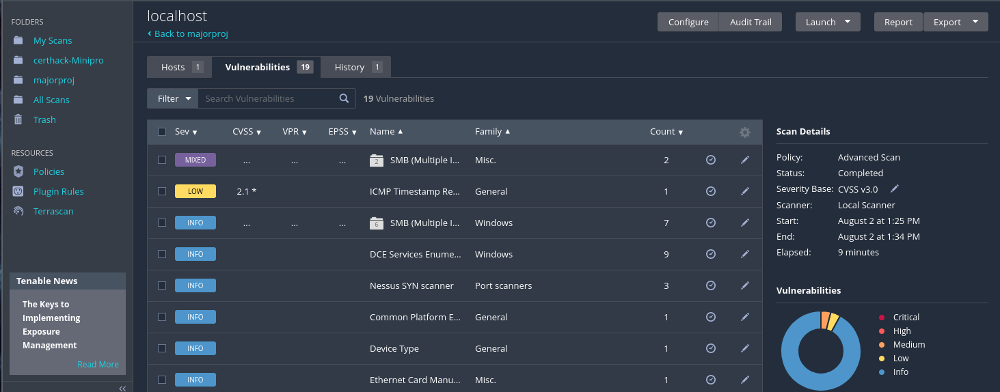 FOLDERS
My Scans
certhack-Minipro
majorproj
All Scans
Trash
RESOURCES
Policies
Plugin Rules
Terrascan
Tenable News
The Keys to
Implementing
Exposure
Management
Read More
localhost
Back to majorproj
Configure Audit Trail Launch Report Export
Hosts 1 Vulnerabilities 19 History 1
Filter Search Vulnerabilities 19 Vulnerabilities
Sev CVSS VPR EPSS Name Family Count
MIXED ... ... ... 2 SMB (Multiple I... Misc. 2
LOW 2.1 * ICMP Timestamp Re... General 1
INFO ... ... ... 6 SMB (Multiple I... Windows 7
INFO DCE Services Enume... Windows 9
INFO Nessus SYN scanner Port scanners 3
INFO Common Platform E... General 1
INFO Device Type General 1
INFO Ethernet Card Manu... Misc. 1
Scan Details
Policy: Advanced Scan
Status: Completed
Severity Base: CVSS v3.0
Scanner: Local Scanner
Start: August 2 at 1:25 PM
End: August 2 at 1:34 PM
Elapsed: 9 minutes
Vulnerabilities
Critical
High
Medium
Low
Info